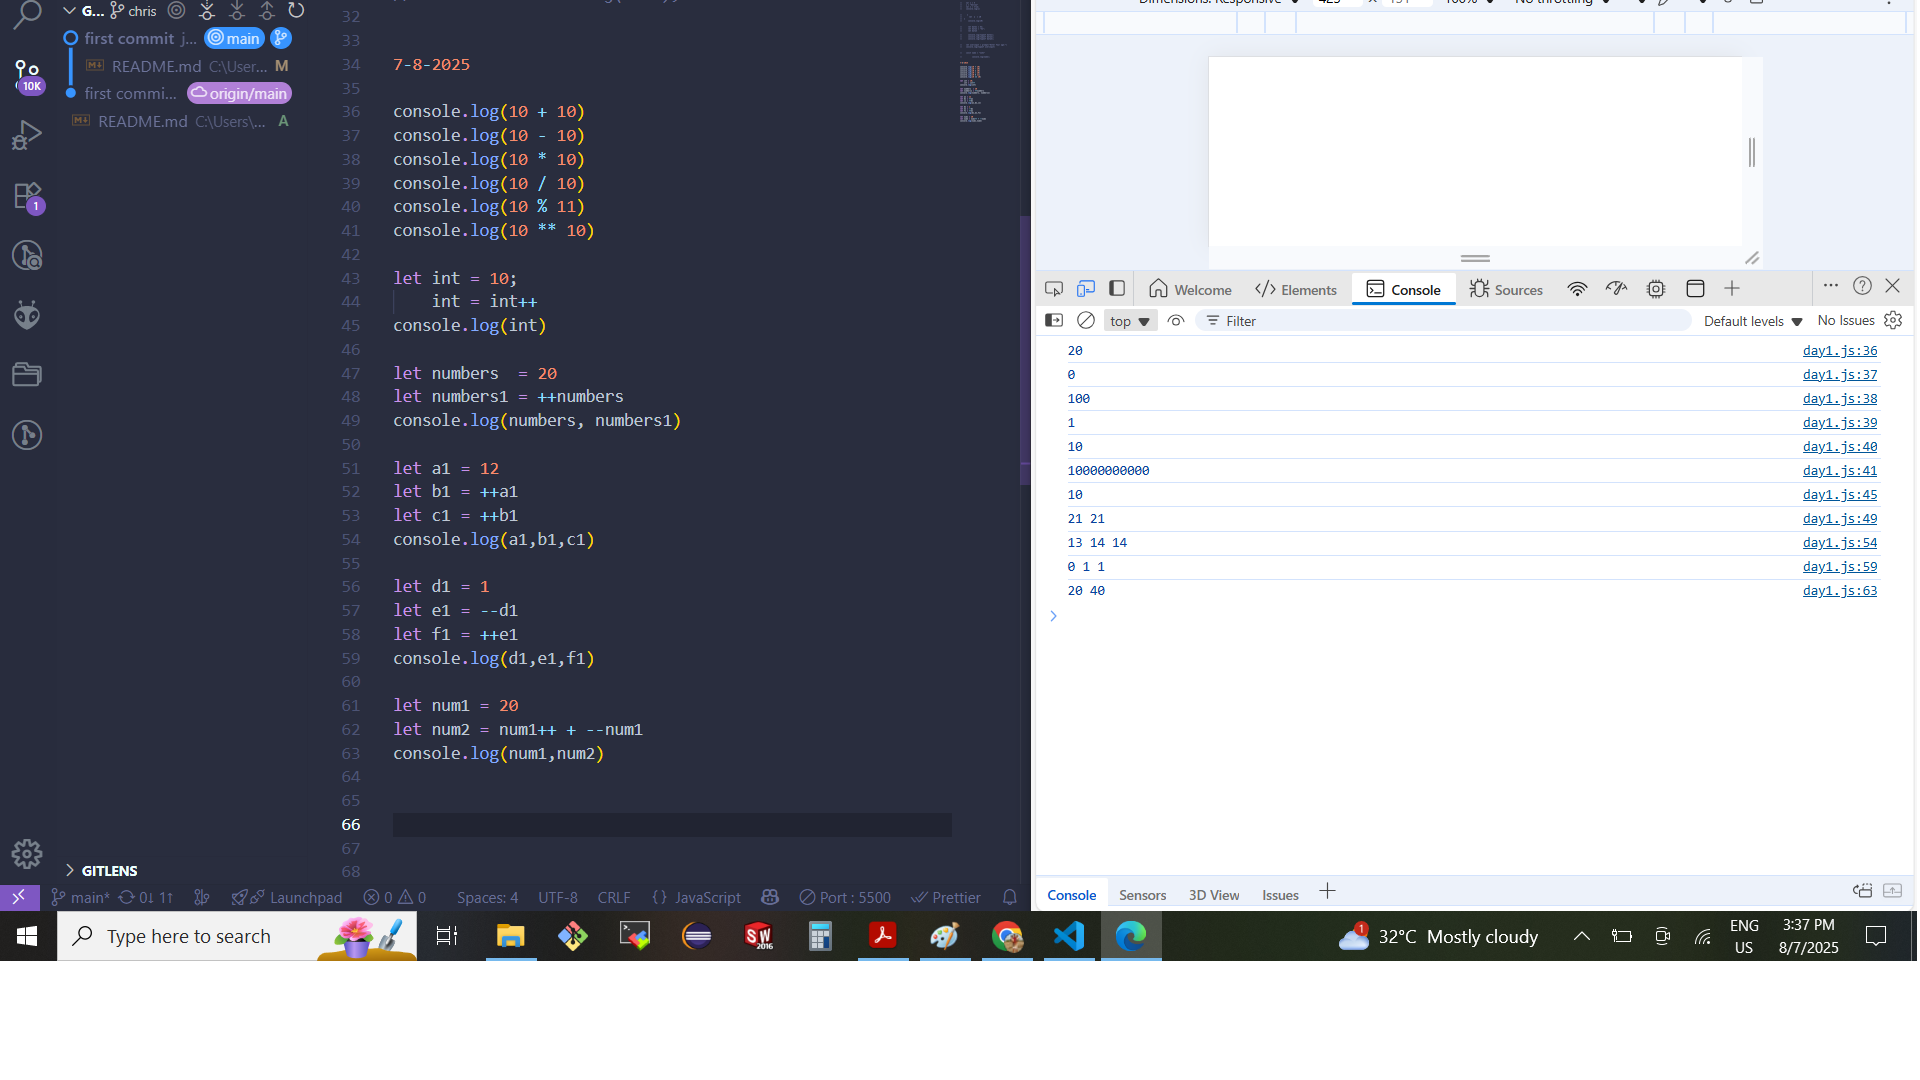 G... chris
first commit j... main
README.md C:\User... M
10K
first commi... origin/main
README.md C:\Users\... A
1
GITLENS
32
33
34 7-8-2025
35
36 console.log(10 + 10)
37 console.log(10 - 10)
38 console.log(10 * 10)
39 console.log(10 / 10)
40 console.log(10 % 11)
41 console.log(10 ** 10)
42
43 let int = 10;
44 int = int++
45 console.log(int)
46
47 let numbers  = 20
48 let numbers1 = ++numbers
49 console.log(numbers, numbers1)
50
51 let a1 = 12
52 let b1 = ++a1
53 let c1 = ++b1
54 console.log(a1,b1,c1)
55
56 let d1 = 1
57 let e1 = --d1
58 let f1 = ++e1
59 console.log(d1,e1,f1)
60
61 let num1 = 20
62 let num2 = num1++ + --num1
63 console.log(num1,num2)
64
65
66
67
68
main* 0↓ 1↑ Launchpad 0 0 Spaces: 4 UTF-8 CRLF {} JavaScript Port : 5500 Prettier
Dimensions: Responsive 100% No throttling
Welcome Elements Console Sources
top Filter Default levels No Issues
20 day1.js:36
0 day1.js:37
100 day1.js:38
1 day1.js:39
10 day1.js:40
10000000000 day1.js:41
10 day1.js:45
21 21 day1.js:49
13 14 14 day1.js:54
0 1 1 day1.js:59
20 40 day1.js:63
Console Sensors 3D View Issues
Type here to search
SW 2016
1
32°C Mostly cloudy
ENG US
3:37 PM
8/7/2025